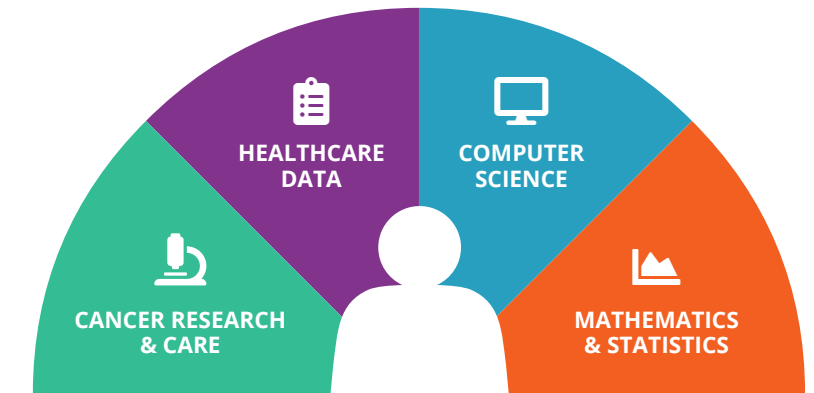 HEALTHCARE
DATA
COMPUTER
SCIENCE
CANCER RESEARCH
& CARE
MATHEMATICS
& STATISTICS